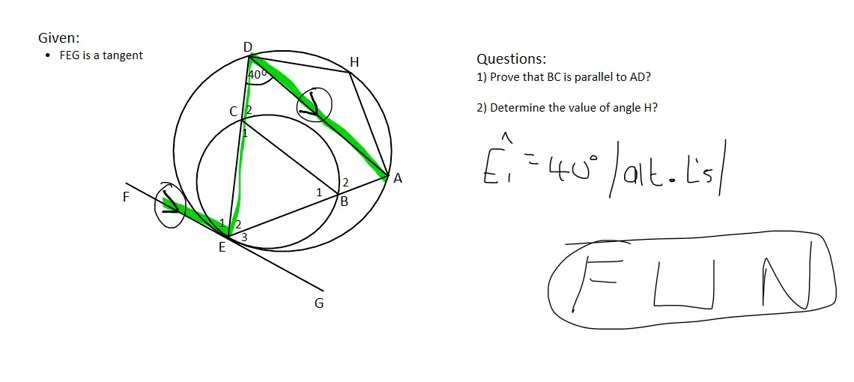 Given:
• FEG is a tangent
D
H
40°
C 2
1
A
2
1
B
F
1 2
3
E
G
Questions:
1) Prove that BC is parallel to AD?
2) Determine the value of angle H?
Ê₁ = 40° /alt. L's/
FUN